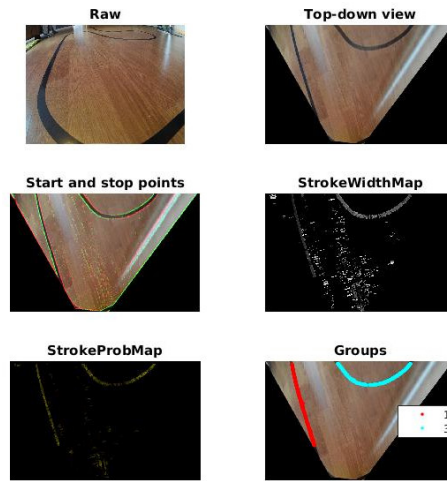 Raw
Top-down view
Start and stop points
StrokeWidthMap
StrokeProbMap
Groups
1
3